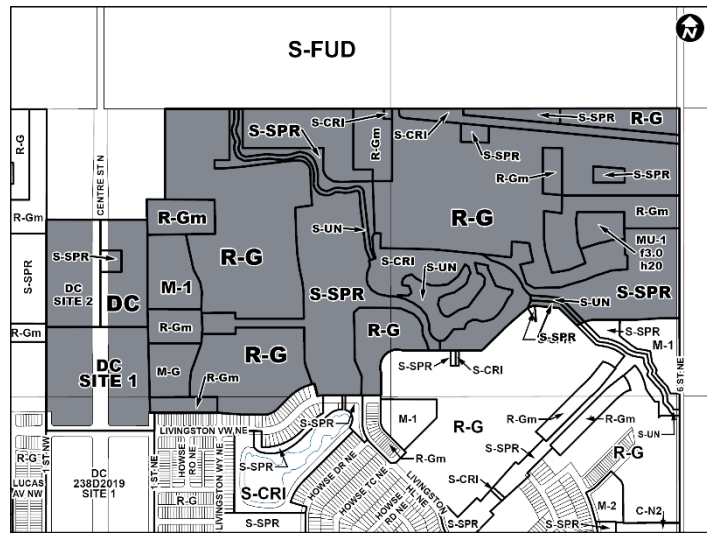 N
S-FUD
S-CRI
S-SPR
R-Gm
S-CRI
S-SPR
R-G
R-G
CENTRE ST N
S-SPR
R-Gm
S-SPR
R-Gm
R-Gm
R-Gm
R-G
S-UN
MU-1
f3.0
h20
S-SPR
S-SPR
DC
SITE 2
DC
M-1
R-G
S-CRI
S-UN
S-UN
S-SPR
S-SPR
S-SPR
R-Gm
R-Gm
R-G
S-SPR
S-SPR
M-1
6 ST NE
DC
SITE 1
M-G
R-G
R-Gm
S-SPR
S-CRI
M-1
R-G
R-Gm
R-Gm
S-UN
LIVINGSTON VW NE
S-SPR
R-Gm
S-SPR
R-G
1 ST NW
LUCAS
AV NW
R-G
DC
238D2019
SITE 1
1 ST NE
HOWSE
RD NE
R-G
LIVINGSTON WY NE
S-SPR
S-CRI
S-SPR
HOWSE DR NE
HOWSE TC NE
HOWSE
RD NE
LIVINGSTON
HL NE
S-CRI
S-SPR
S-SPR
M-2
C-N2